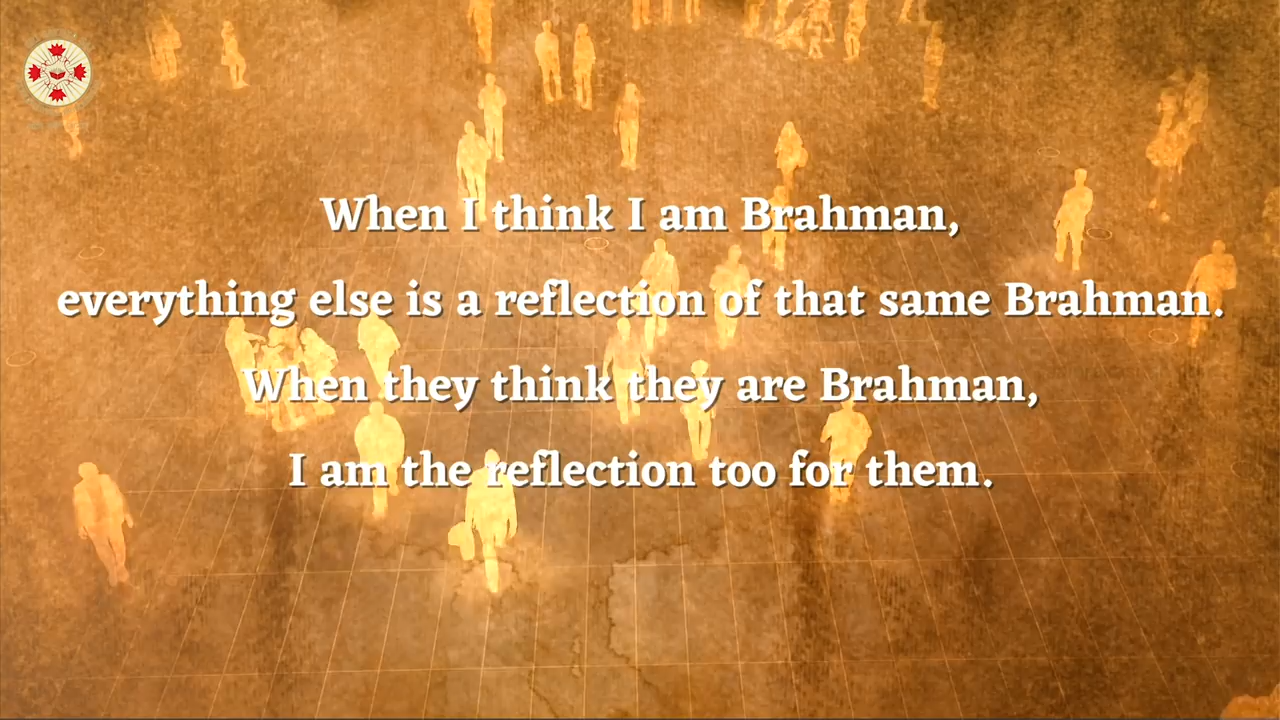 When I think I am Brahman,
everything else is a reflection of that same Brahman.
When they think they are Brahman,
I am the reflection too for them.